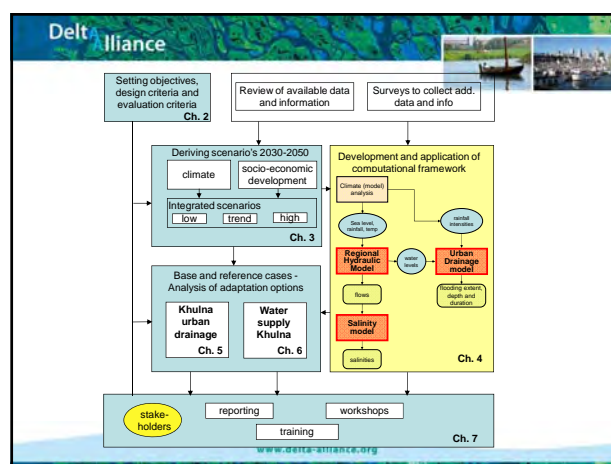 Delta
Alliance
Setting objectives,
design criteria and
evaluation criteria
Ch. 2
Review of available data
and information
Surveys to collect add.
data and info
Deriving scenario's 2030-2050
climate
socio-economic
development
Integrated scenarios
low
trend
high
Ch. 3
Development and application of
computational framework
Climate (model)
analysis
Sea level,
rainfall, temp
rainfall
intensities
Regional
Hydraulic
Model
water
levels
Urban
Drainage
model
flows
flooding extent,
depth and
duration
Salinity
model
salinities
Ch. 4
Base and reference cases -
Analysis of adaptation options
Khulna
urban
drainage
Ch. 5
Water
supply
Khulna
Ch. 6
stake-
holders
reporting
workshops
training
Ch. 7
www.delta-alliance.org